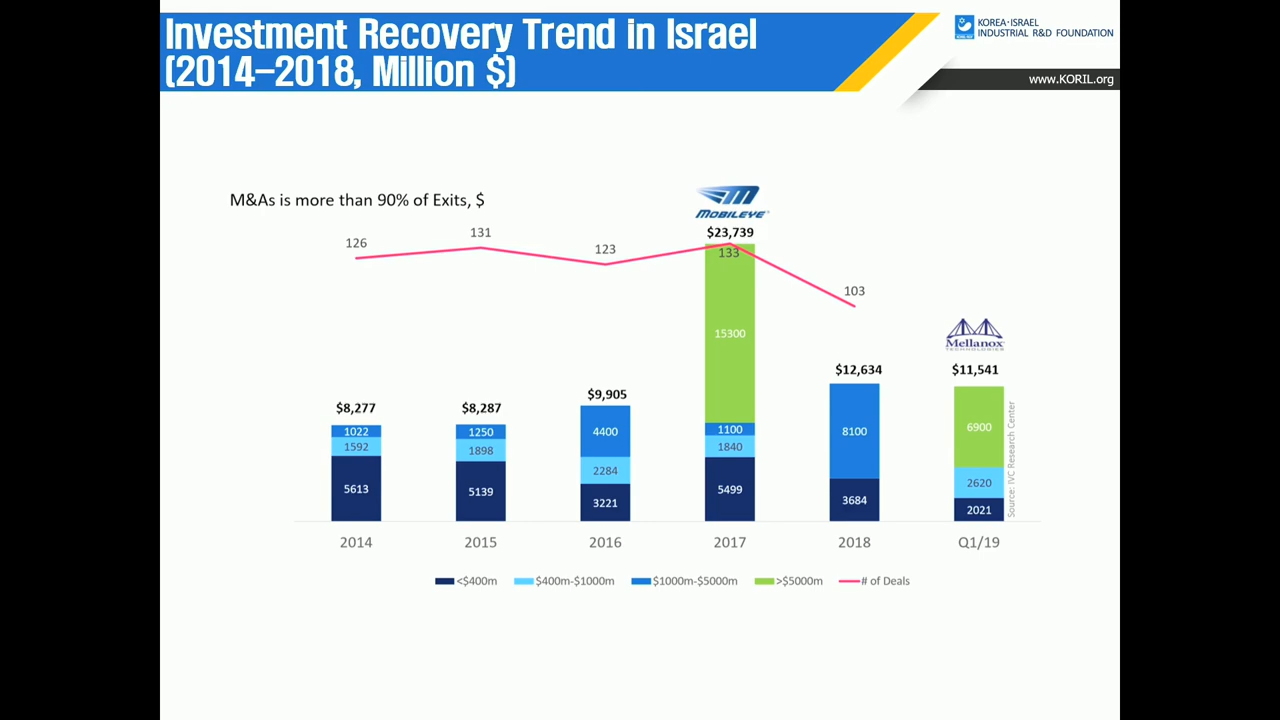 Investment Recovery Trend in Israel
(2014–2018, Million $)
KOREA·ISRAEL
INDUSTRIAL R&D FOUNDATION
www.KORIL.org
M&As is more than 90% of Exits, $
MOBILEYE
$23,739
126
131
123
133
103
15300
Mellanox
TECHNOLOGIES
$8,277
$8,287
$9,905
$12,634
$11,541
1022
1592
5613
1250
1898
5139
4400
2284
3221
1100
1840
5499
8100
3684
6900
2620
2021
Source: IVC Research Center
2014
2015
2016
2017
2018
Q1/19
<$400m
$400m-$1000m
$1000m-$5000m
>$5000m
# of Deals